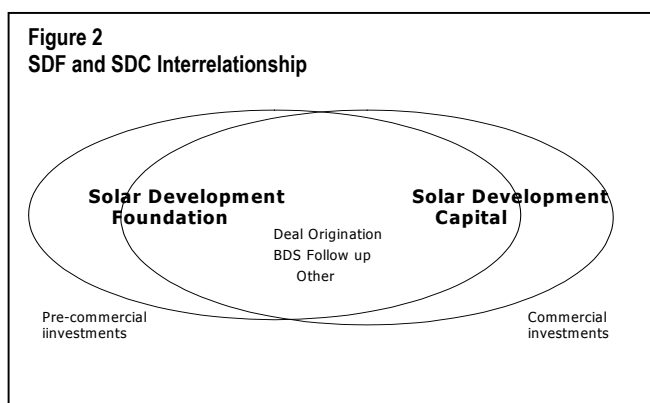 Figure 2
SDF and SDC Interrelationship
Solar Development
Foundation
Solar Development
Capital
Deal Origination
BDS Follow up
Other
Pre-commercial
iinvestments
Commercial
investments